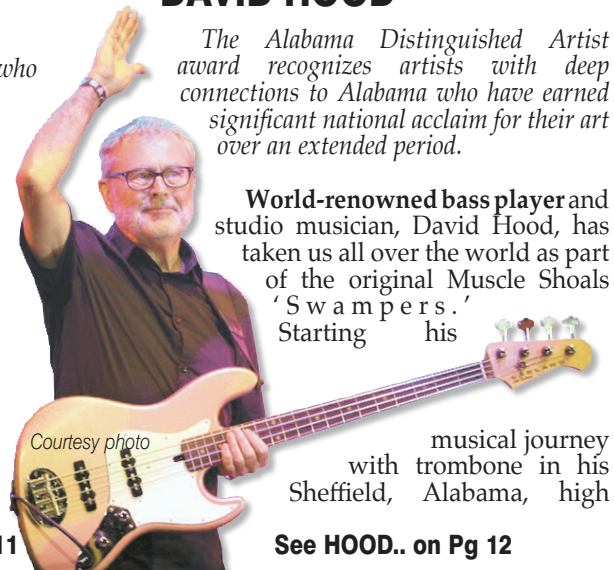 DAVID HOOD
who
The Alabama Distinguished Artist
award recognizes artists with deep
connections to Alabama who have earned
significant national acclaim for their art
over an extended period.
World-renowned bass player and
studio musician, David Hood, has
taken us all over the world as part
of the original Muscle Shoals
'Swampers.'
Starting his
musical journey
with trombone in his
Sheffield, Alabama, high
Courtesy photo
11
See HOOD.. on Pg 12